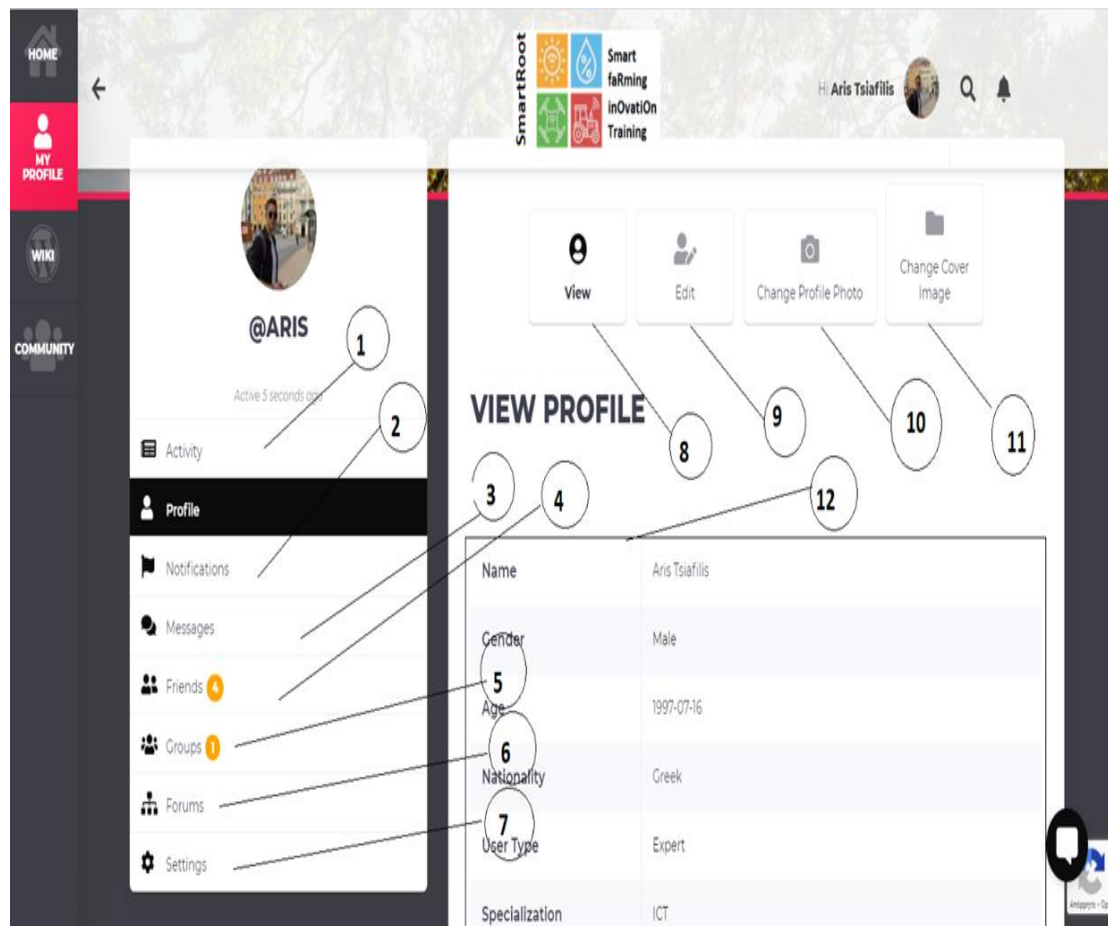 HOME
MY
PROFILE
WIKI
COMMUNITY
SmartRoot
Smart
faRming
inOvatiOn
Training
Hi Aris Tsiafilis
@ARIS
Active 5 seconds ago
Activity
Profile
Notifications
Messages
Friends 4
Groups 1
Forums
Settings
View
Edit
Change Profile Photo
Change Cover
Image
VIEW PROFILE
1
2
3
4
5
6
7
8
9
10
11
12
Name Aris Tsiafilis
Gender Male
Age 1997-07-16
Nationality Greek
User Type Expert
Specialization ICT